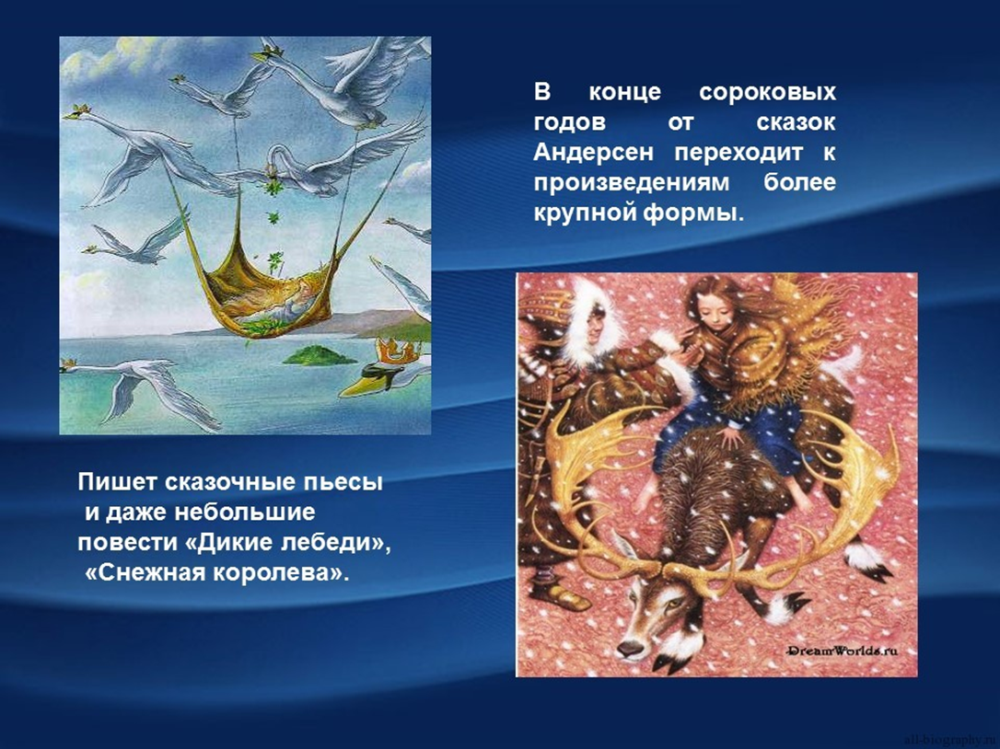 В конце сороковых
годов от сказок
Андерсен переходит к
произведениям более
крупной формы.
Пишет сказочные пьесы
и даже небольшие
повести «Дикие лебеди»,
«Снежная королева».
DreamWorlds.ru
all-biography.ru